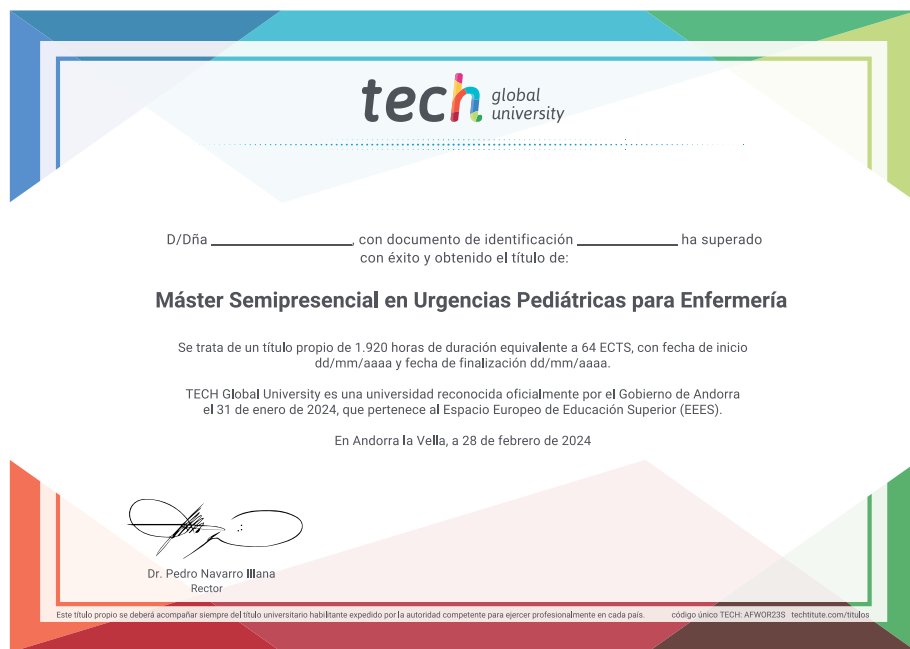 tech global university
D/Dña ________________, con documento de identificación ____________ ha superado
con éxito y obtenido el título de:
Máster Semipresencial en Urgencias Pediátricas para Enfermería
Se trata de un título propio de 1.920 horas de duración equivalente a 64 ECTS, con fecha de inicio
dd/mm/aaaa y fecha de finalización dd/mm/aaaa.
TECH Global University es una universidad reconocida oficialmente por el Gobierno de Andorra
el 31 de enero de 2024, que pertenece al Espacio Europeo de Educación Superior (EEES).
En Andorra la Vella, a 28 de febrero de 2024
Dr. Pedro Navarro Illana
Rector
Este título propio se deberá acompañar siempre del título universitario habilitante expedido por la autoridad competente para ejercer profesionalmente en cada país. código único TECH: AFWOR23S techtitute.com/titulos